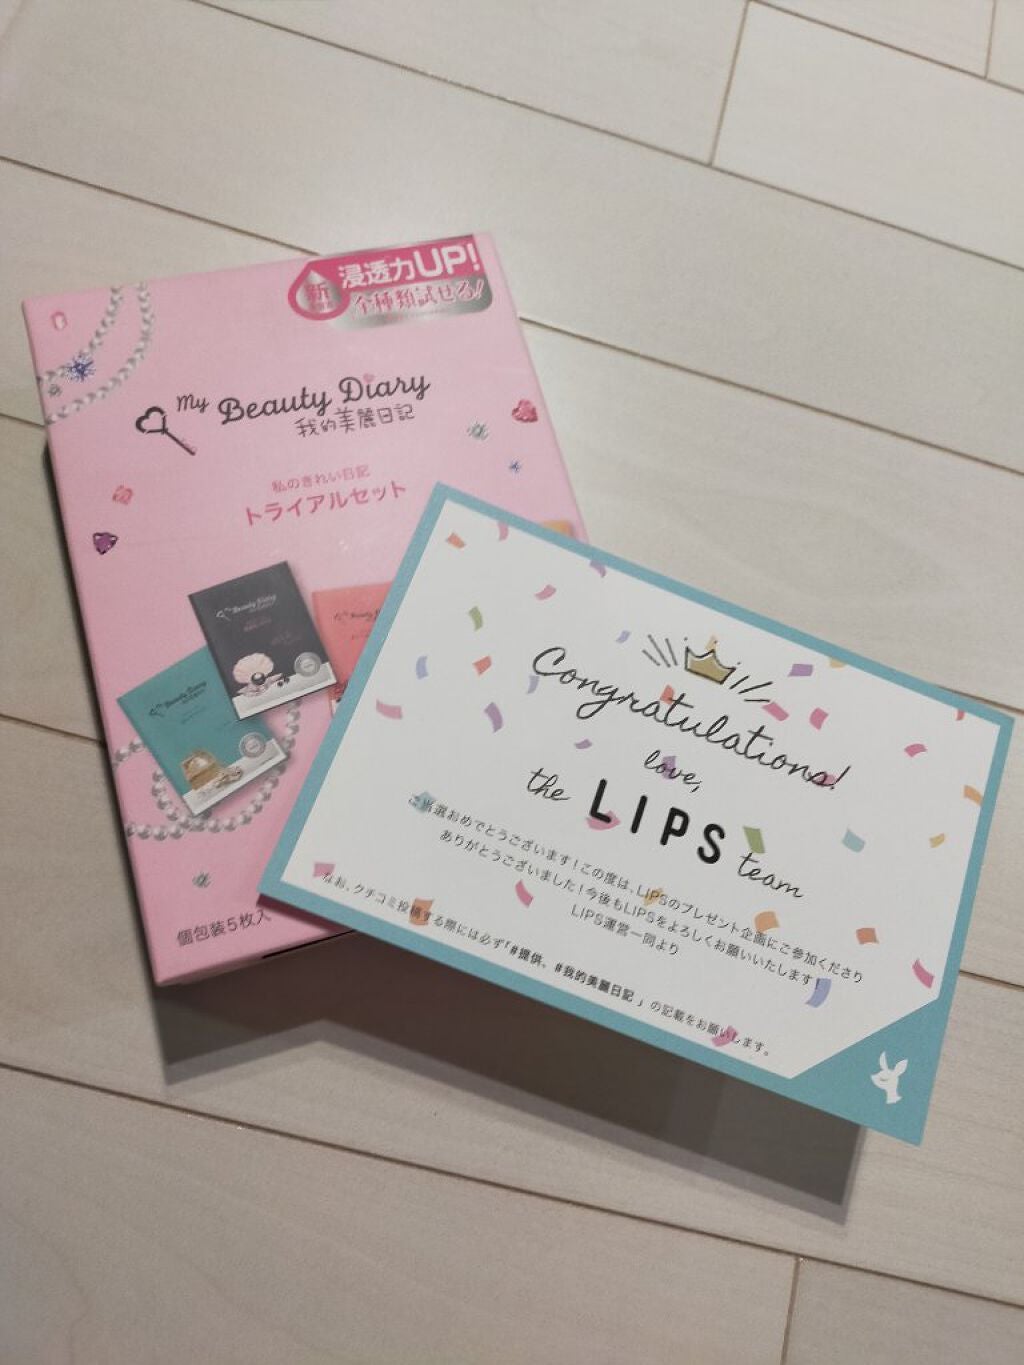 新
浸透力UP!
全種類試せる!
My Beauty Diary
我的美麗日記
私のきれい日記
トライアルセット
My Beauty Diary
My Beauty Diary
個包装5枚入
Congratulations!
love,
the LIPS team
ご当選おめでとうございます!この度は、LIPSのプレゼント企画にご参加くださり
ありがとうございました!今後もLIPSをよろしくお願いいたします!
LIPS運営一同より
なお、クチコミ投稿する際には必ず「#提供、#我的美麗日記」の記載をお願いします。